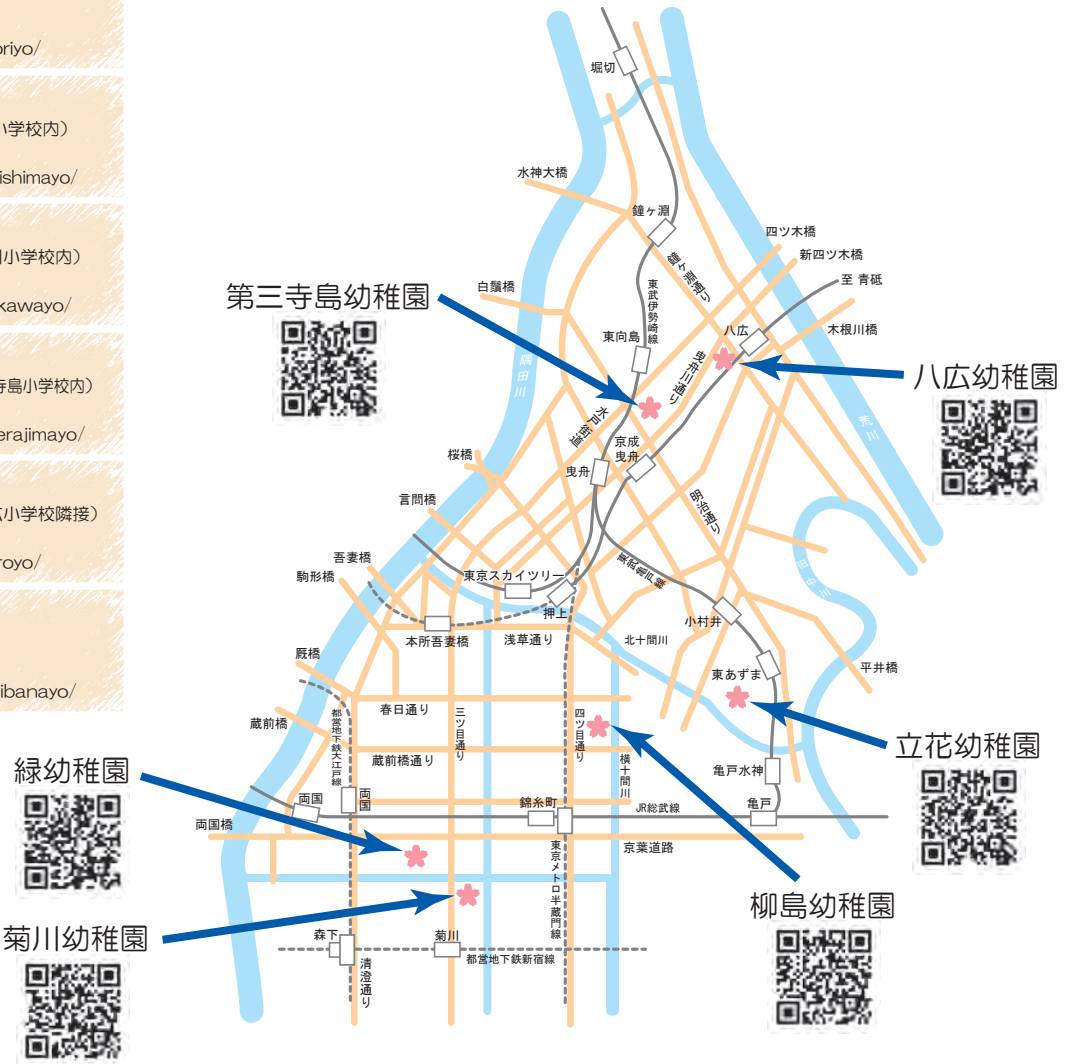 oriyo/
小学校内）
ishimayo/
川小学校内）
kawayo/
寺島小学校内）
erajimayo/
広小学校隣接）
royo/
ibanayo/
堀切
水神大橋
鐘ヶ淵
四ツ木橋
新四ツ木橋
鐘ヶ淵通り
至 青砥
第三寺島幼稚園
白鬚橋
東武伊勢崎線
木根川橋
八広
東向島
隅田川
曳舟川通り
八広幼稚園
水戸街道
荒川
京成
曳舟
曳舟
桜橋
言問橋
明治通り
吾妻橋
東武亀戸線
旧中川
駒形橋
東京スカイツリー
押上
小村井
本所吾妻橋
浅草通り
北十間川
厩橋
東あずま
平井橋
春日通り
都営地下鉄大江戸線
三ツ目通り
四ツ目通り
蔵前橋
立花幼稚園
蔵前橋通り
横十間川
緑幼稚園
亀戸水神
両国
両国
錦糸町
JR総武線
亀戸
両国橋
京葉道路
東京メトロ半蔵門線
柳島幼稚園
菊川幼稚園
森下
菊川
都営地下鉄新宿線
清澄通り